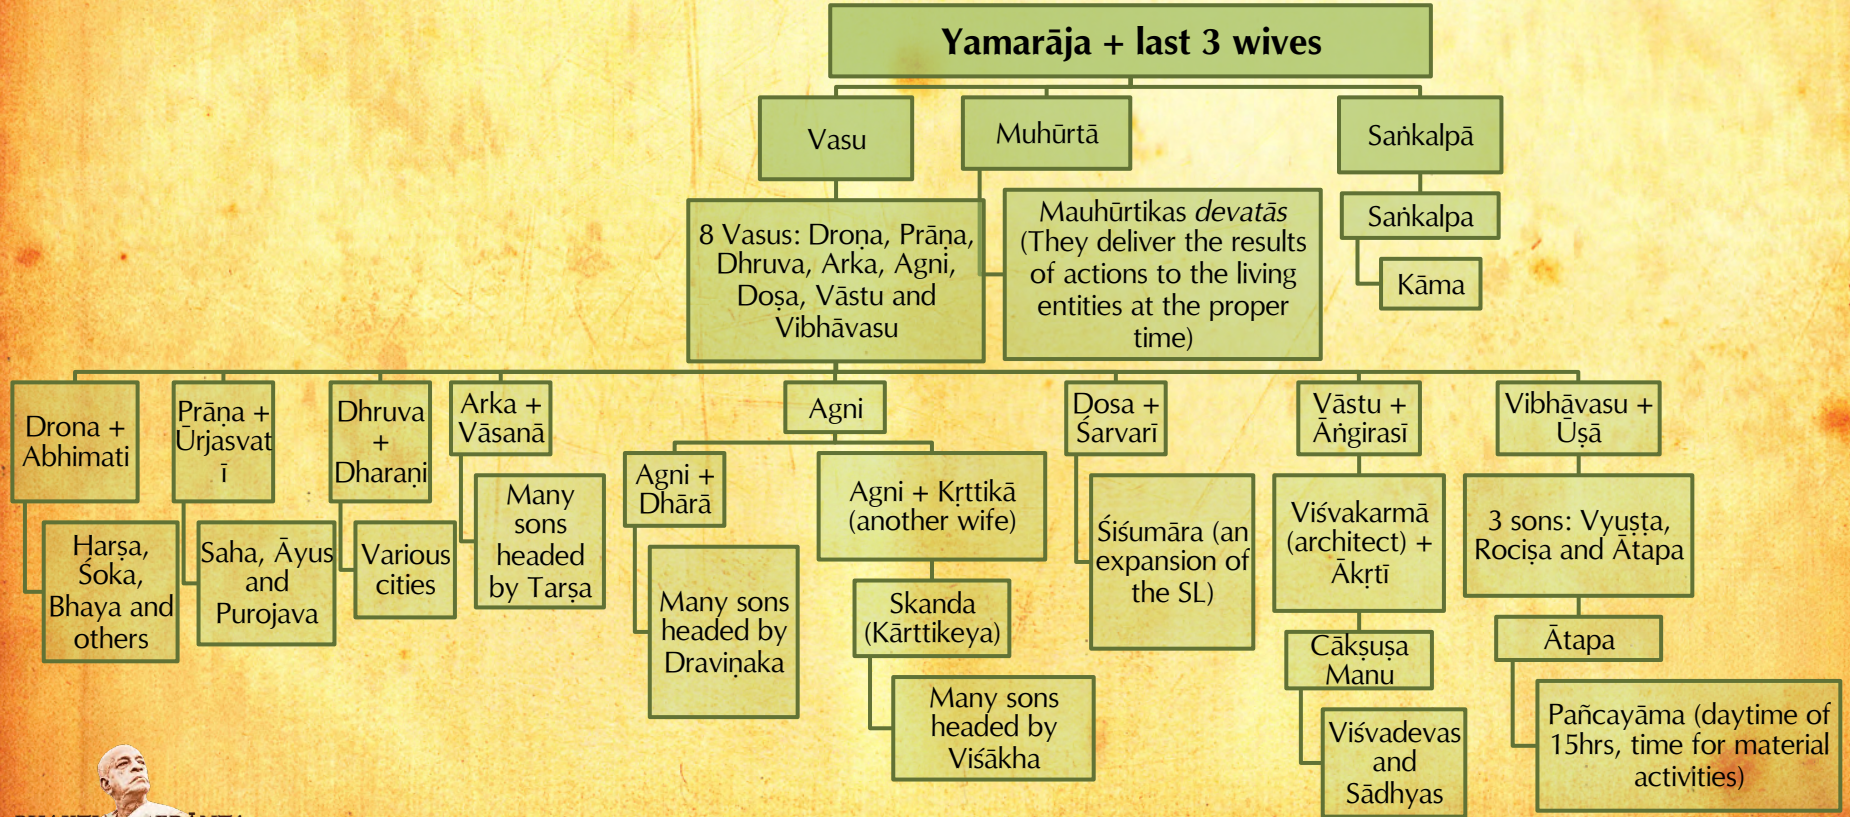 Yamarāja + last 3 wives
Vasu
Muhūrtā
Saṅkalpā
8 Vasus: Droṇa, Prāṇa,
Dhruva, Arka, Agni,
Doṣa, Vāstu and
Vibhāvasu
Mauhūrtikas devatās
(They deliver the results
of actions to the living
entities at the proper
time)
Saṅkalpa
Kāma
Drona +
Abhimati
Harṣa,
Śoka,
Bhaya and
others
Prāṇa +
Ūrjasvat
ī
Saha, Āyus
and
Purojava
Dhruva
+
Dharaṇi
Various
cities
Arka +
Vāsanā
Many
sons
headed
by Tarṣa
Agni
Agni +
Dhārā
Many sons
headed by
Draviṇaka
Agni + Kṛttikā
(another wife)
Skanda
(Kārttikeya)
Many sons
headed by
Viśākha
Dosa +
Śarvarī
Śiśumāra (an
expansion of
the SL)
Vāstu +
Āṅgirasī
Viśvakarmā
(architect) +
Ākṛtī
Cākṣuṣa
Manu
Viśvadevas
and
Sādhyas
Vibhāvasu +
Ūṣā
3 sons: Vyuṣṭa,
Rociṣa and Ātapa
Ātapa
Pañcayāma (daytime of
15hrs, time for material
activities)